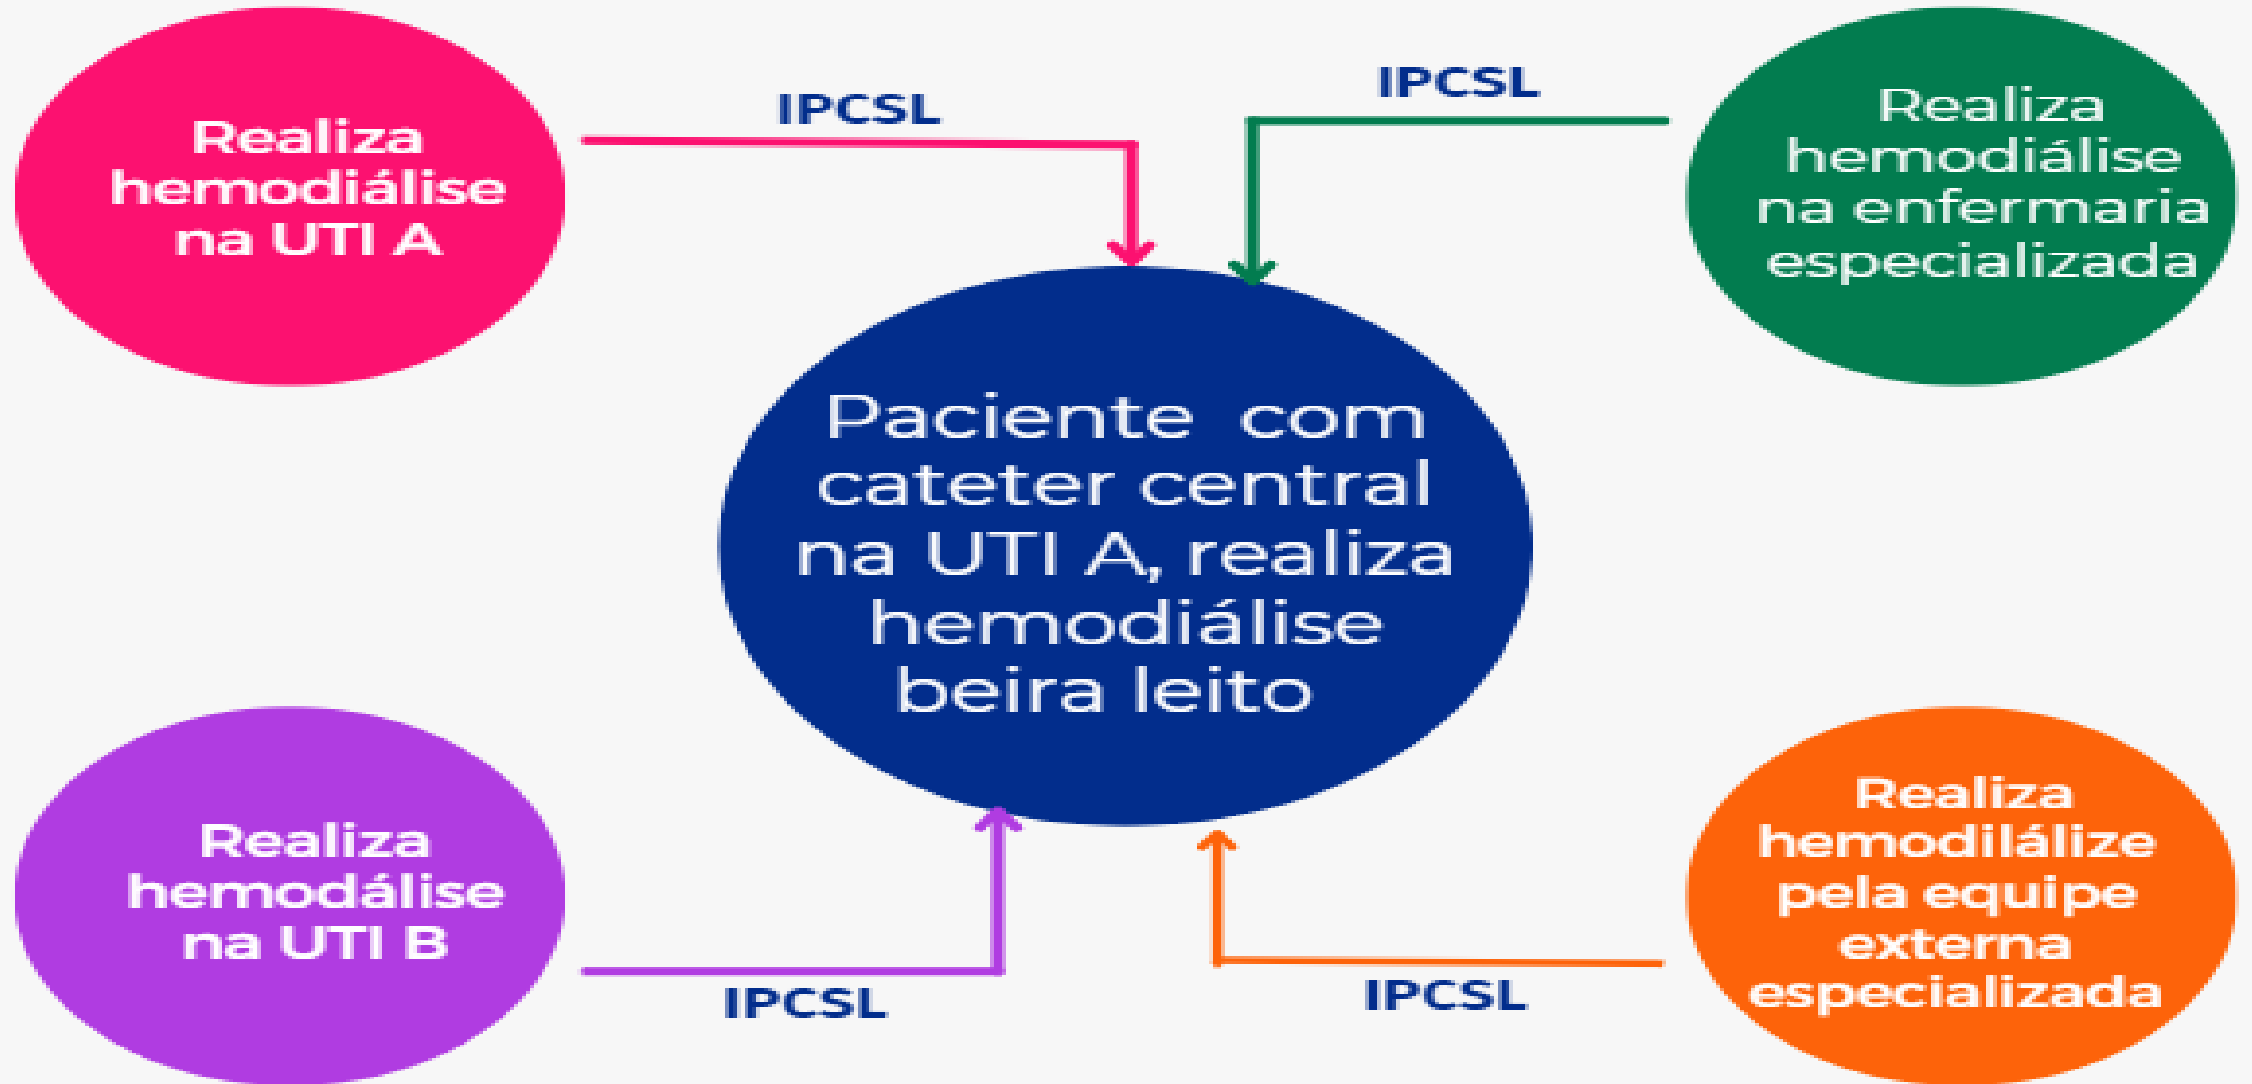 Realiza
hemodiálise
na UTI A
IPCSL
IPCSL
Realiza
hemodiálise
na enfermaria
especializada
Paciente com
cateter central
na UTI A, realiza
hemodiálise
beira leito
Realiza
hemodálise
na UTI B
IPCSL
IPCSL
Realiza
hemodilálize
pela equipe
externa
especializada